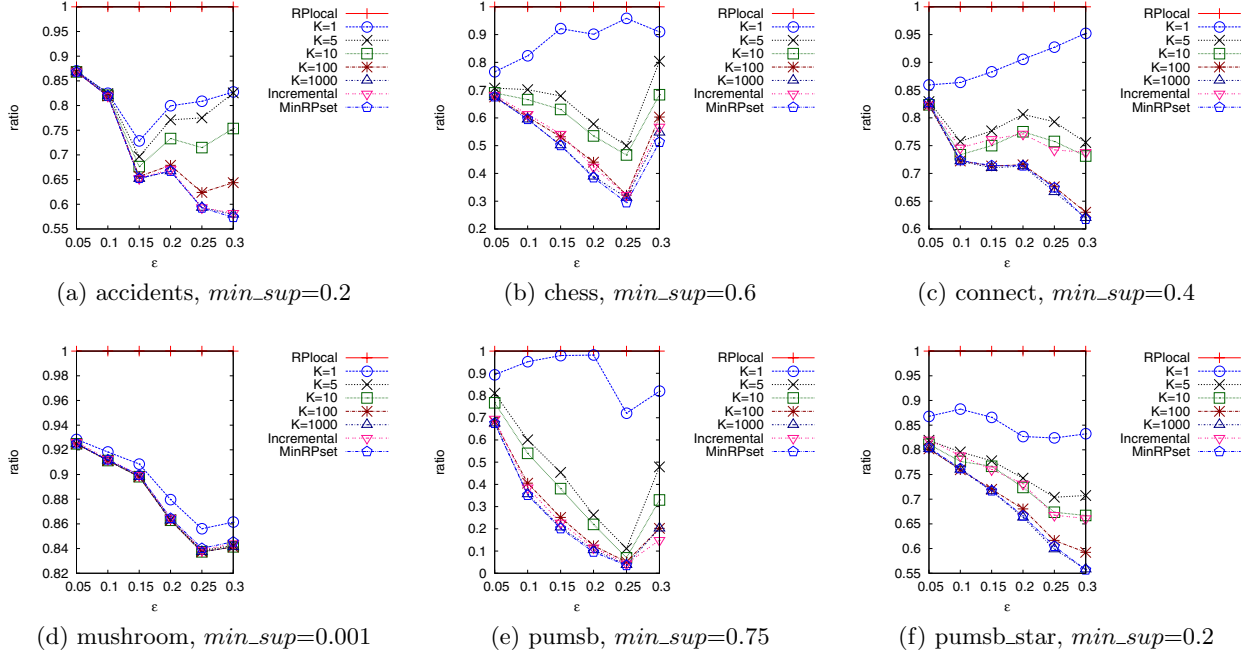 1
0.95
0.9
0.85
0.8
0.75
0.7
0.65
0.6
0.55
0.05 0.1 0.15 0.2 0.25 0.3
ratio
ε
RPlocal
K=1
K=5
K=10
K=100
K=1000
Incremental
MinRPset
(a) accidents, min_sup=0.2
1
0.9
0.8
0.7
0.6
0.5
0.4
0.3
0.2
0.05 0.1 0.15 0.2 0.25 0.3
ratio
ε
RPlocal
K=1
K=5
K=10
K=100
K=1000
Incremental
MinRPset
(b) chess, min_sup=0.6
1
0.95
0.9
0.85
0.8
0.75
0.7
0.65
0.6
0.05 0.1 0.15 0.2 0.25 0.3
ratio
ε
RPlocal
K=1
K=5
K=10
K=100
K=1000
Incremental
MinRPset
(c) connect, min_sup=0.4
1
0.98
0.96
0.94
0.92
0.9
0.88
0.86
0.84
0.82
0.05 0.1 0.15 0.2 0.25 0.3
ratio
ε
RPlocal
K=1
K=5
K=10
K=100
K=1000
Incremental
MinRPset
(d) mushroom, min_sup=0.001
1
0.9
0.8
0.7
0.6
0.5
0.4
0.3
0.2
0.1
0
0.05 0.1 0.15 0.2 0.25 0.3
ratio
ε
RPlocal
K=1
K=5
K=10
K=100
K=1000
Incremental
MinRPset
(e) pumsb, min_sup=0.75
1
0.95
0.9
0.85
0.8
0.75
0.7
0.65
0.6
0.55
0.05 0.1 0.15 0.2 0.25 0.3
ratio
ε
RPlocal
K=1
K=5
K=10
K=100
K=1000
Incremental
MinRPset
(f) pumsb_star, min_sup=0.2